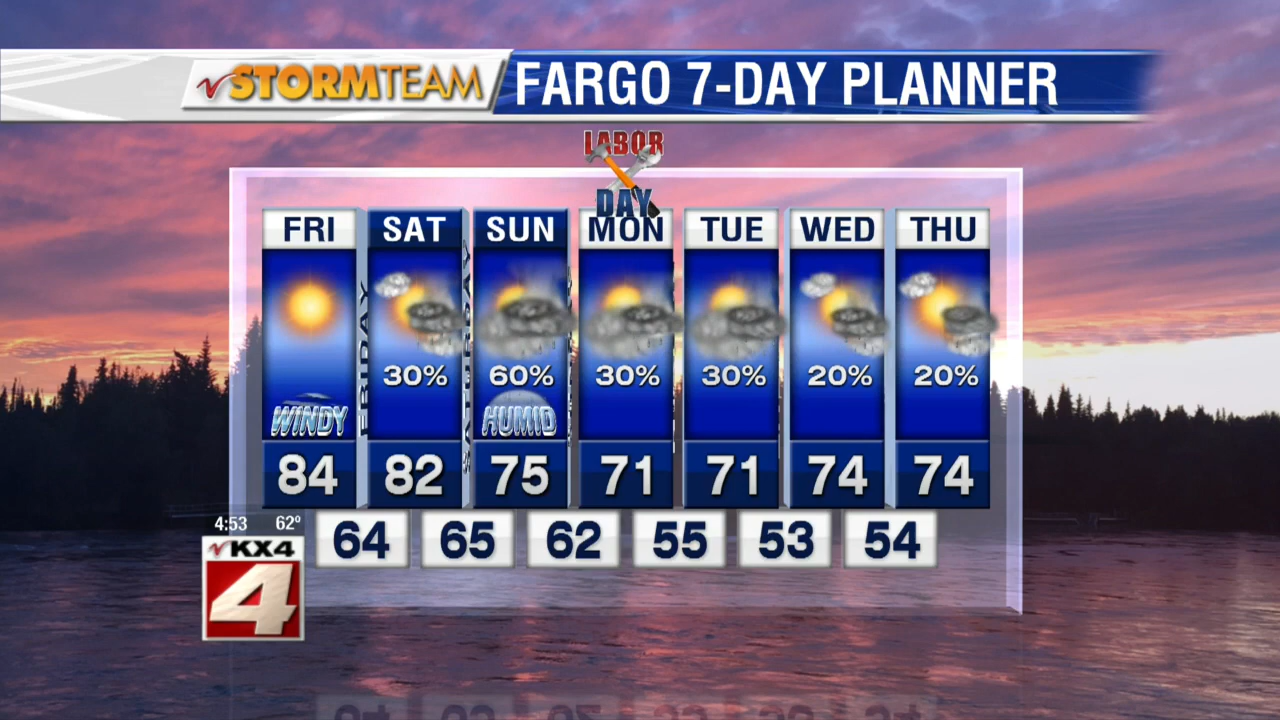 STORMTEAM FARGO 7-DAY PLANNER
LABOR
DAY
FRI SAT SUN MON TUE WED THU
FRIDAY SATURDAY
30% 60% 30% 30% 20% 20%
WINDY HUMID
84 82 75 71 71 74 74
4:53 62º
64 65 62 55 53 54
KX4
4